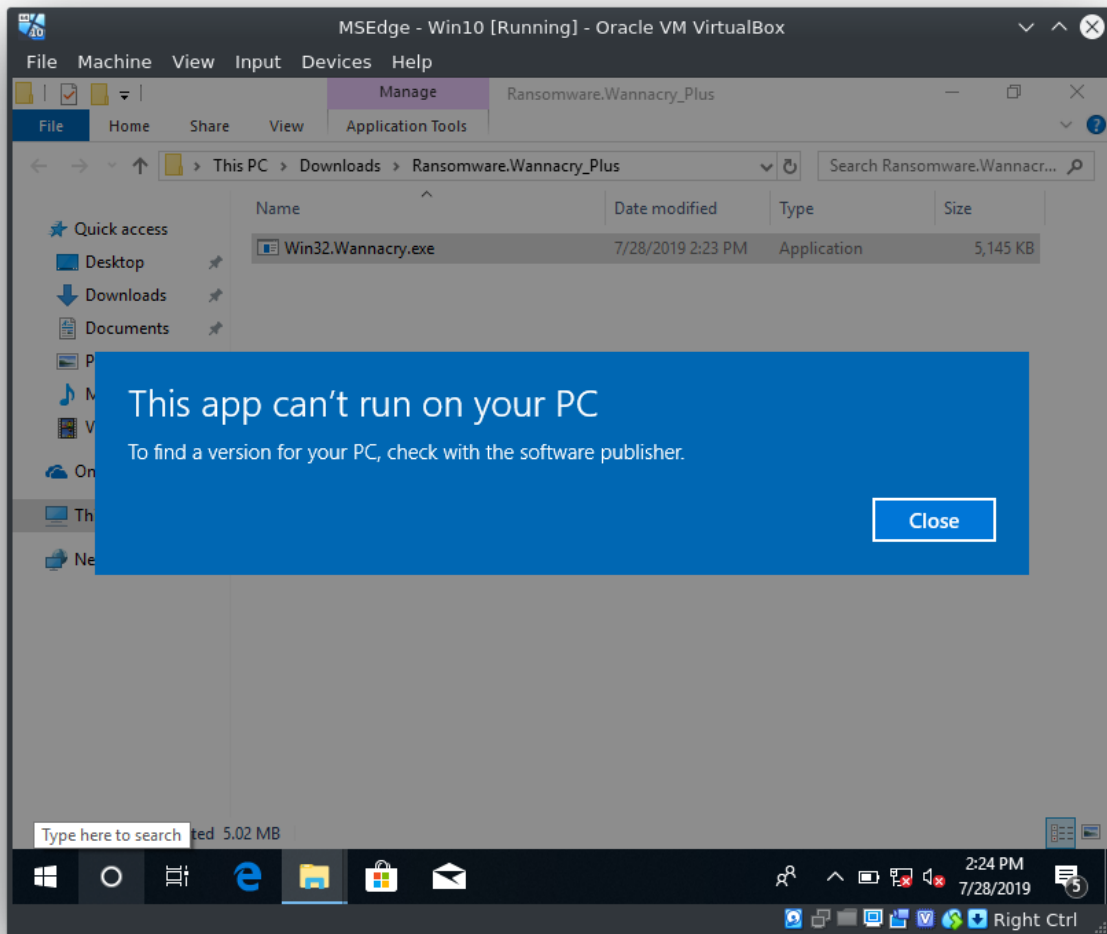 MSEdge - Win10 [Running] - Oracle VM VirtualBox
File Machine View Input Devices Help
Manage Ransomware.Wannacry_Plus
File Home Share View Application Tools
This PC > Downloads > Ransomware.Wannacry_Plus Search Ransomware.Wannacr...
Name Date modified Type Size
Quick access
Win32.Wannacry.exe 7/28/2019 2:23 PM Application 5,145 KB
Desktop
Downloads
Documents
P
This app can't run on your PC
M
V
To find a version for your PC, check with the software publisher.
On
Th
Close
Ne
Type here to search ted 5.02 MB
2:24 PM
7/28/2019
5
Right Ctrl